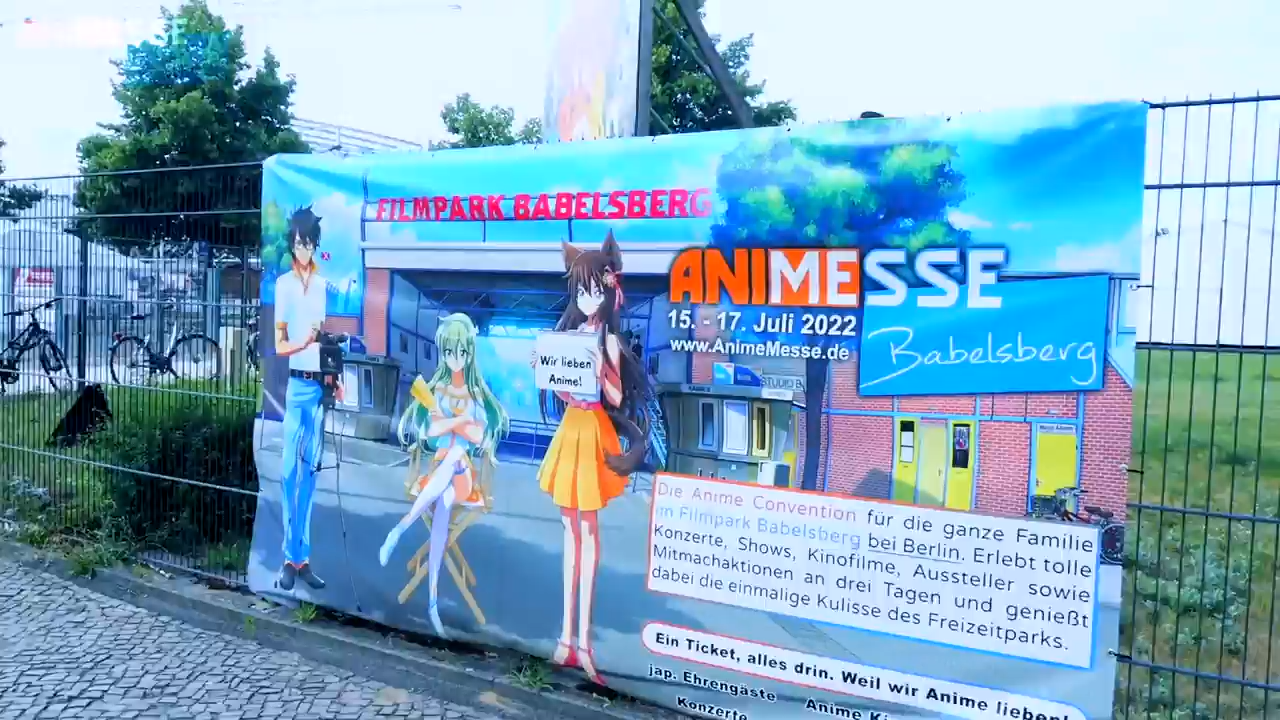 FILMPARK BABELSBERG
ANIMESSE
15. - 17. Juli 2022
www.AnimeMesse.de
Babelsberg
Wir lieben
Anime!
STUDIO B
Die Anime Convention für die ganze Familie
im Filmpark Babelsberg bei Berlin. Erlebt tolle
Konzerte, Shows, Kinofilme, Aussteller sowie
Mitmachaktionen an drei Tagen und genießt
dabei die einmalige Kulisse des Freizeitparks.
Ein Ticket, alles drin. Weil wir Anime lieben!
jap. Ehrengäste Anime
Konzerte